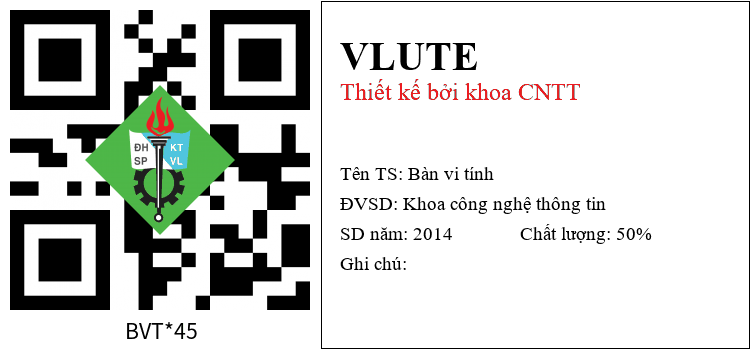 ĐH KT
SP VL
BVT*45
VLUTE
Thiết kế bởi khoa CNTT
Tên TS: Bàn vi tính
ĐVSD: Khoa công nghệ thông tin
SD năm: 2014 Chất lượng: 50%
Ghi chú: